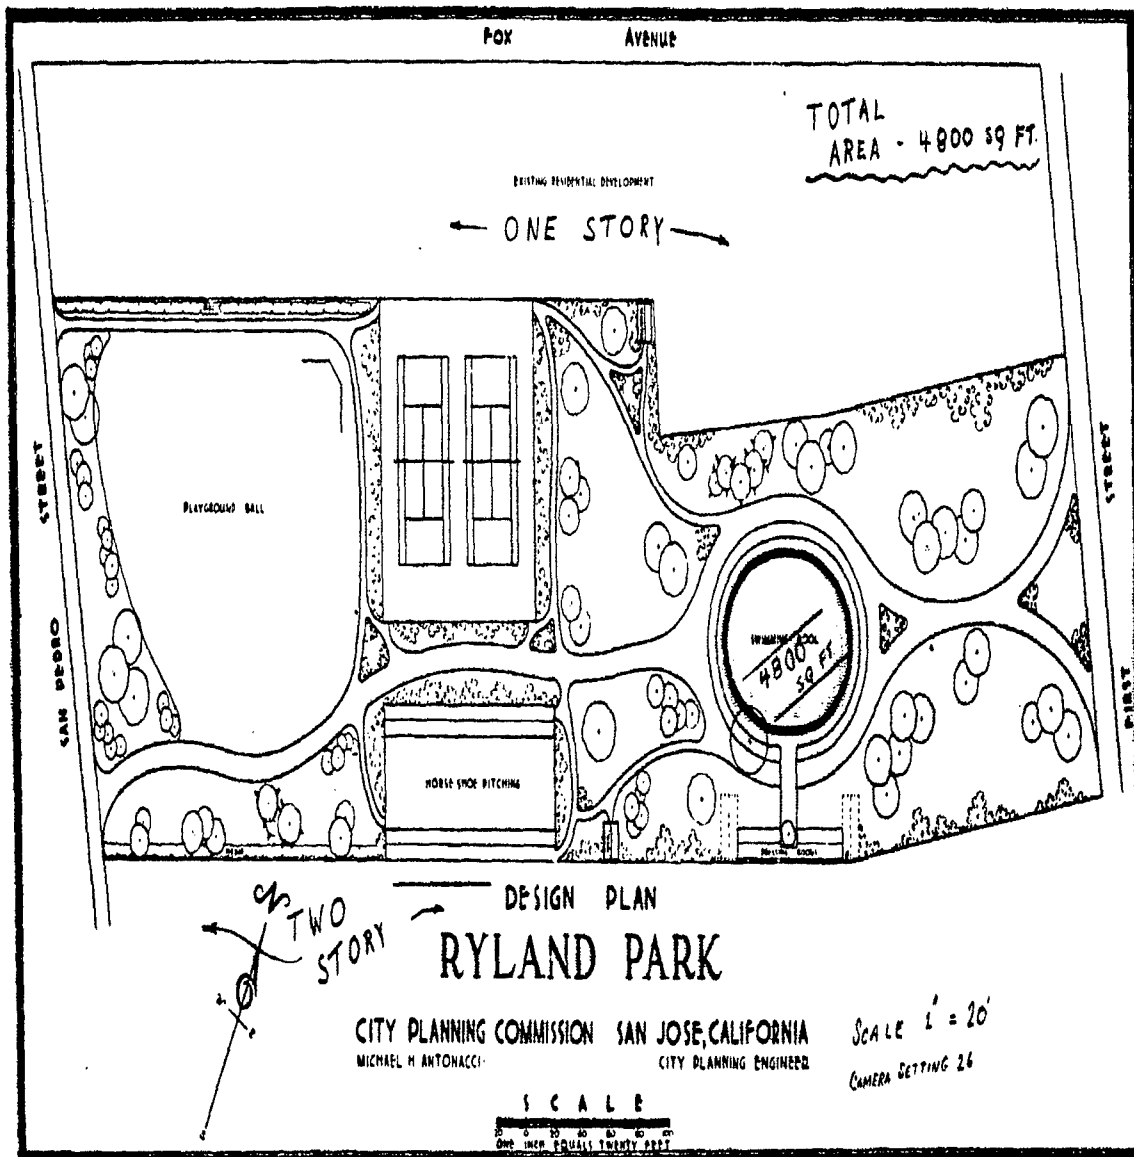 FOX AVENUE
TOTAL
AREA - 4800 SQ FT.
EXISTING RESIDENTIAL DEVELOPMENT
ONE STORY
STREET
SAN PEDRO
PLAYGROUND BALL
SWIMMING POOL
4800
SQ FT
STREET
FIRST
HORSE SHOE PITCHING
N
TWO
STORY
DESIGN PLAN
RYLAND PARK
CITY PLANNING COMMISSION SAN JOSE, CALIFORNIA
MICHAEL H ANTONACCI
CITY PLANNING ENGINEER
SCALE 1" = 20'
CAMERA SETTING 26
SCALE
ONE INCH EQUALS TWENTY FEET